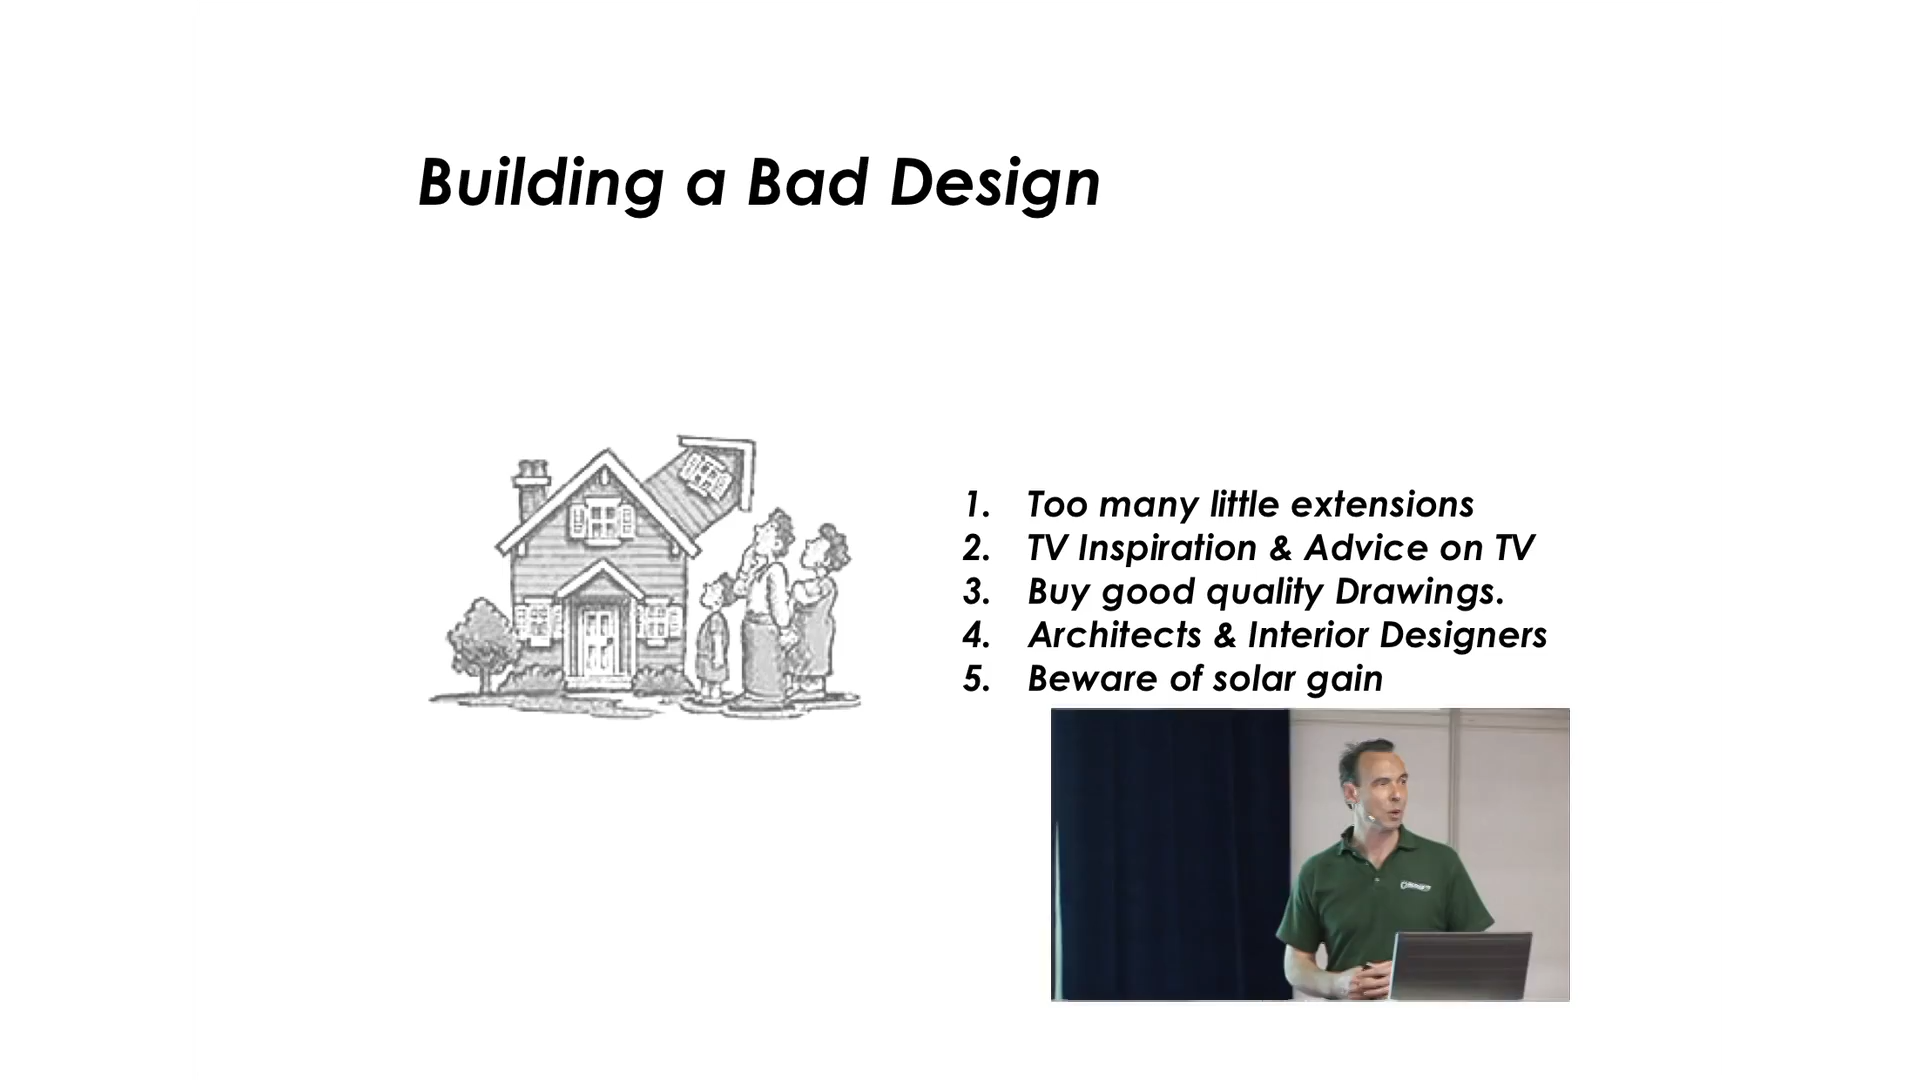 Building a Bad Design
1. Too many little extensions
2. TV Inspiration & Advice on TV
3. Buy good quality Drawings.
4. Architects & Interior Designers
5. Beware of solar gain